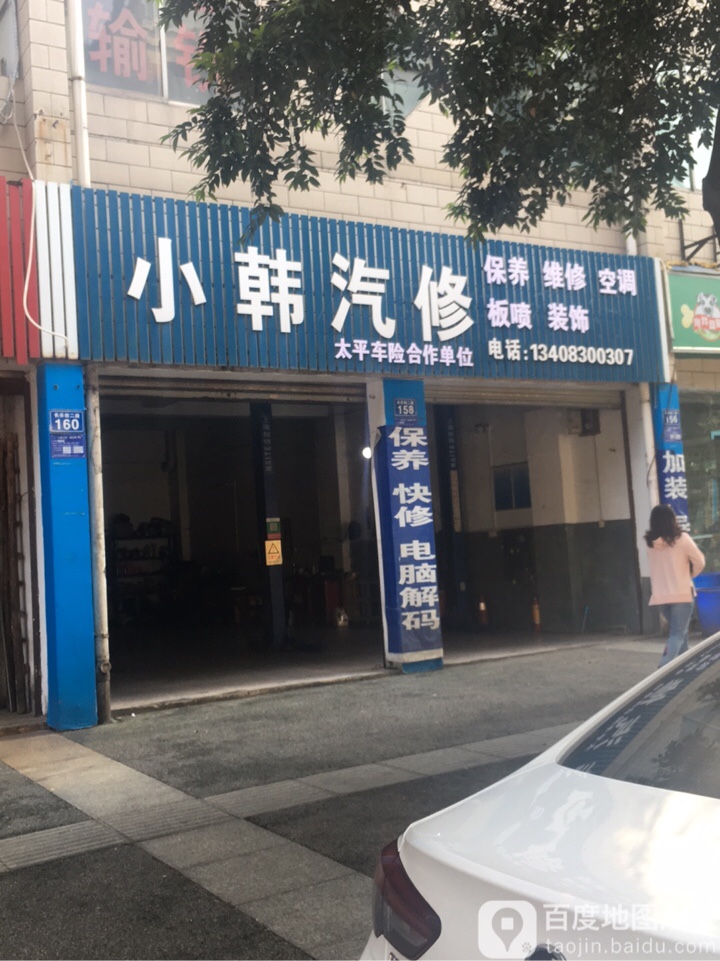 输
小韩汽修
保养 维修 空调
板喷 装饰
太平车险合作单位
电话:13408300307
160
158
保养 快修 电脑解码
加装
百度地图
taojin.baidu.com